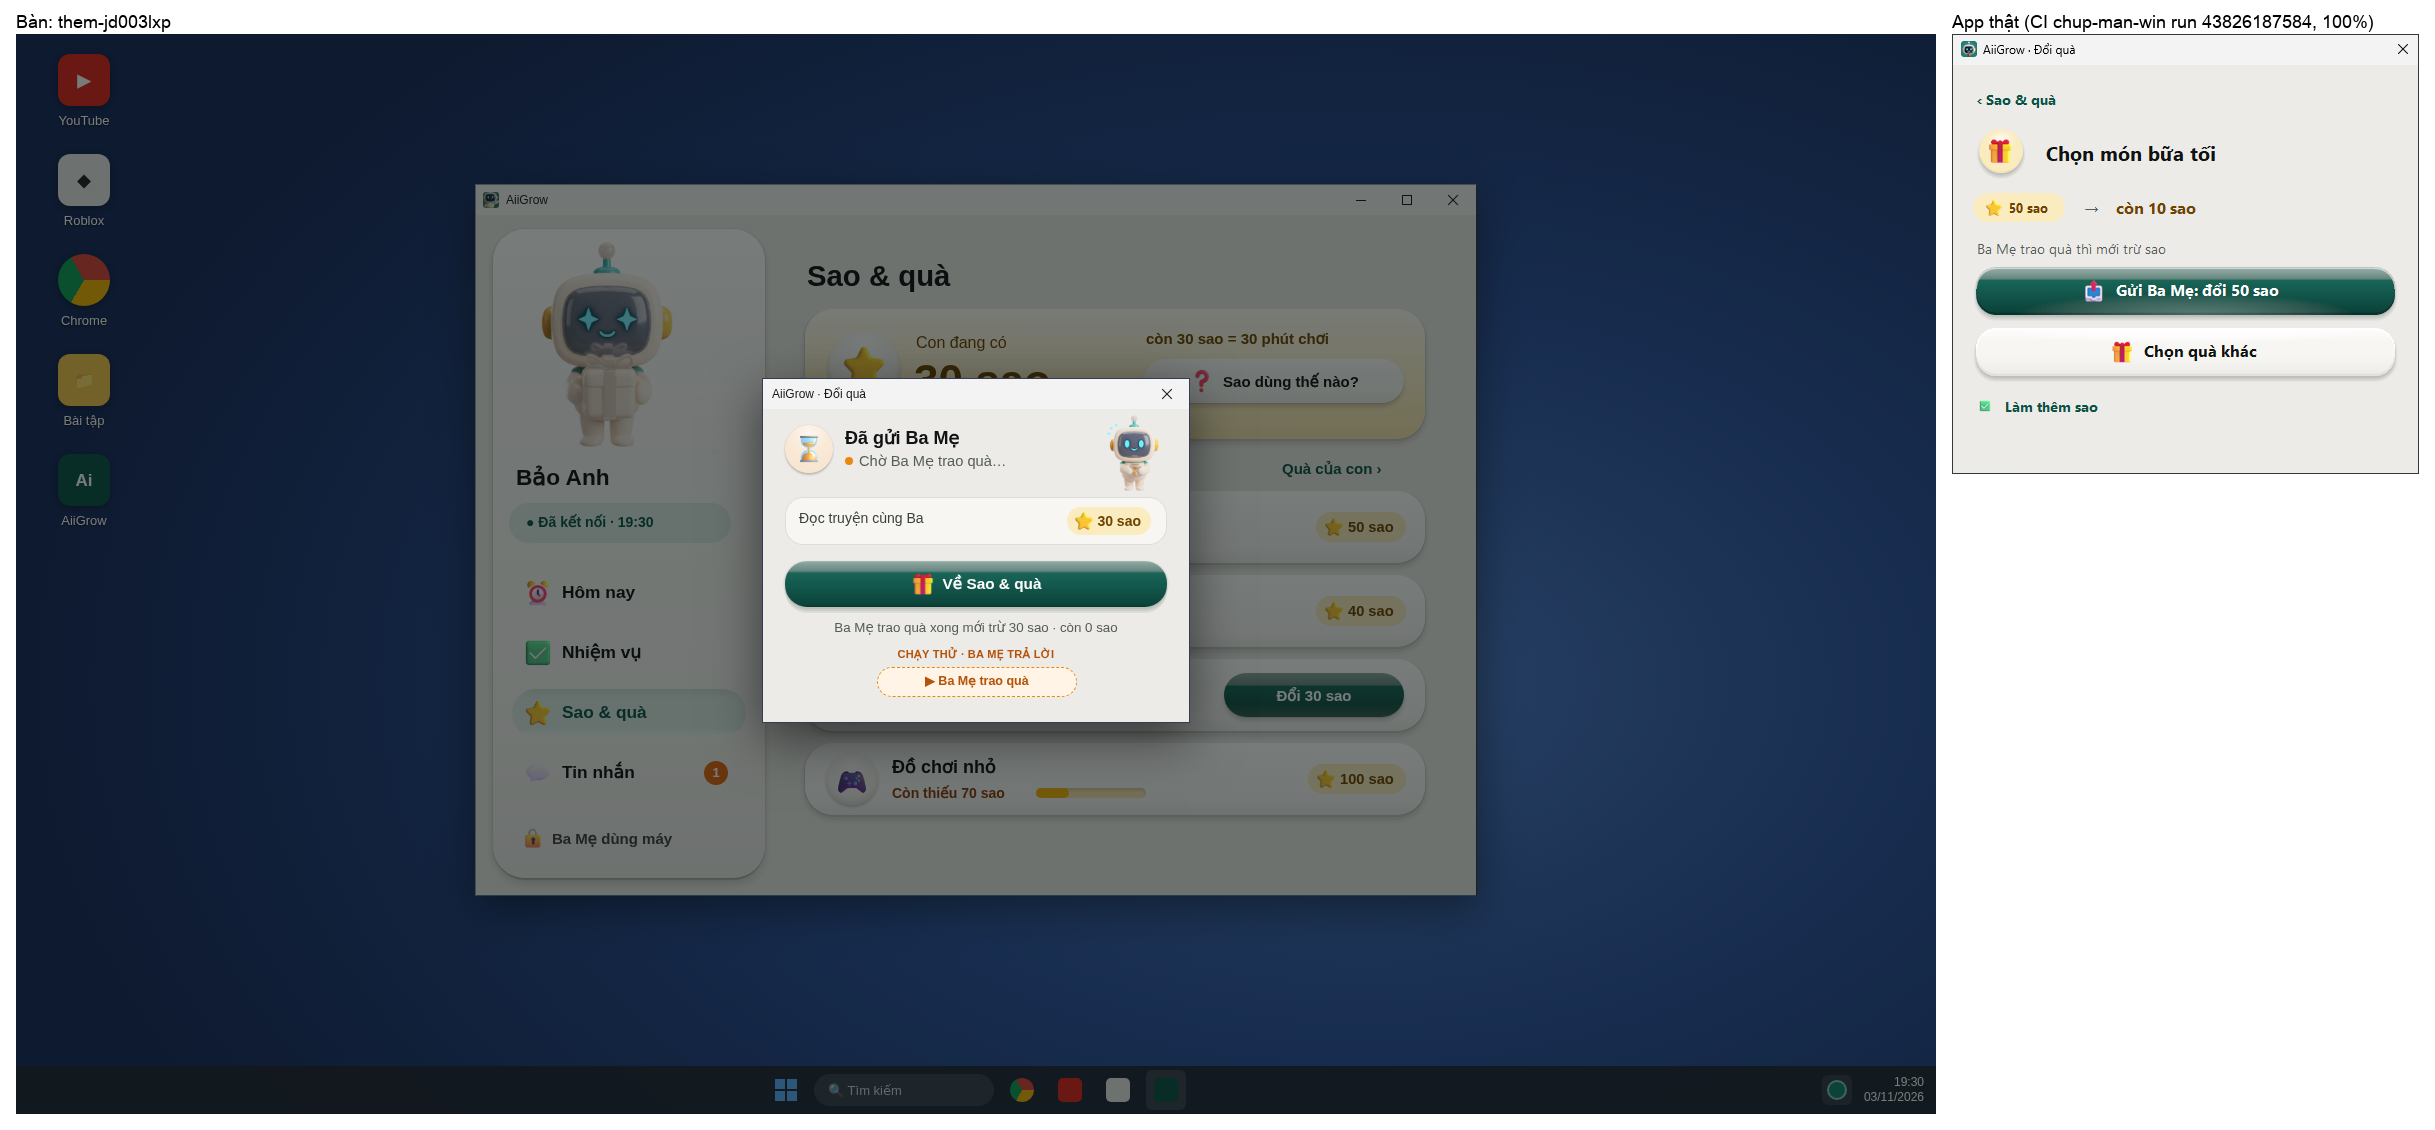 Bàn: them-jd003lxp
YouTube
Roblox
Chrome
Bài tập
Ai
AiiGrow
AiiGrow
Bảo Anh
● Đã kết nối · 19:30
Hôm nay
Nhiệm vụ
Sao & quà
Tin nhắn
1
Ba Mẹ dùng máy
Sao & quà
Con đang có
30 sao
còn 30 sao = 30 phút chơi
❓ Sao dùng thế nào?
Quà của con ›
50 sao
40 sao
Đổi 30 sao
Đồ chơi nhỏ
Còn thiếu 70 sao
100 sao
AiiGrow · Đổi quà
Đã gửi Ba Mẹ
Chờ Ba Mẹ trao quà…
Đọc truyện cùng Ba
30 sao
Về Sao & quà
Ba Mẹ trao quà xong mới trừ 30 sao · còn 0 sao
CHẠY THỬ · BA MẸ TRẢ LỜI
▶ Ba Mẹ trao quà
Tìm kiếm
19:30
03/11/2026
App thật (CI chup-man-win run 43826187584, 100%)
AiiGrow · Đổi quà
‹ Sao & quà
Chọn món bữa tối
50 sao → còn 10 sao
Ba Mẹ trao quà thì mới trừ sao
Gửi Ba Mẹ: đổi 50 sao
Chọn quà khác
Làm thêm sao